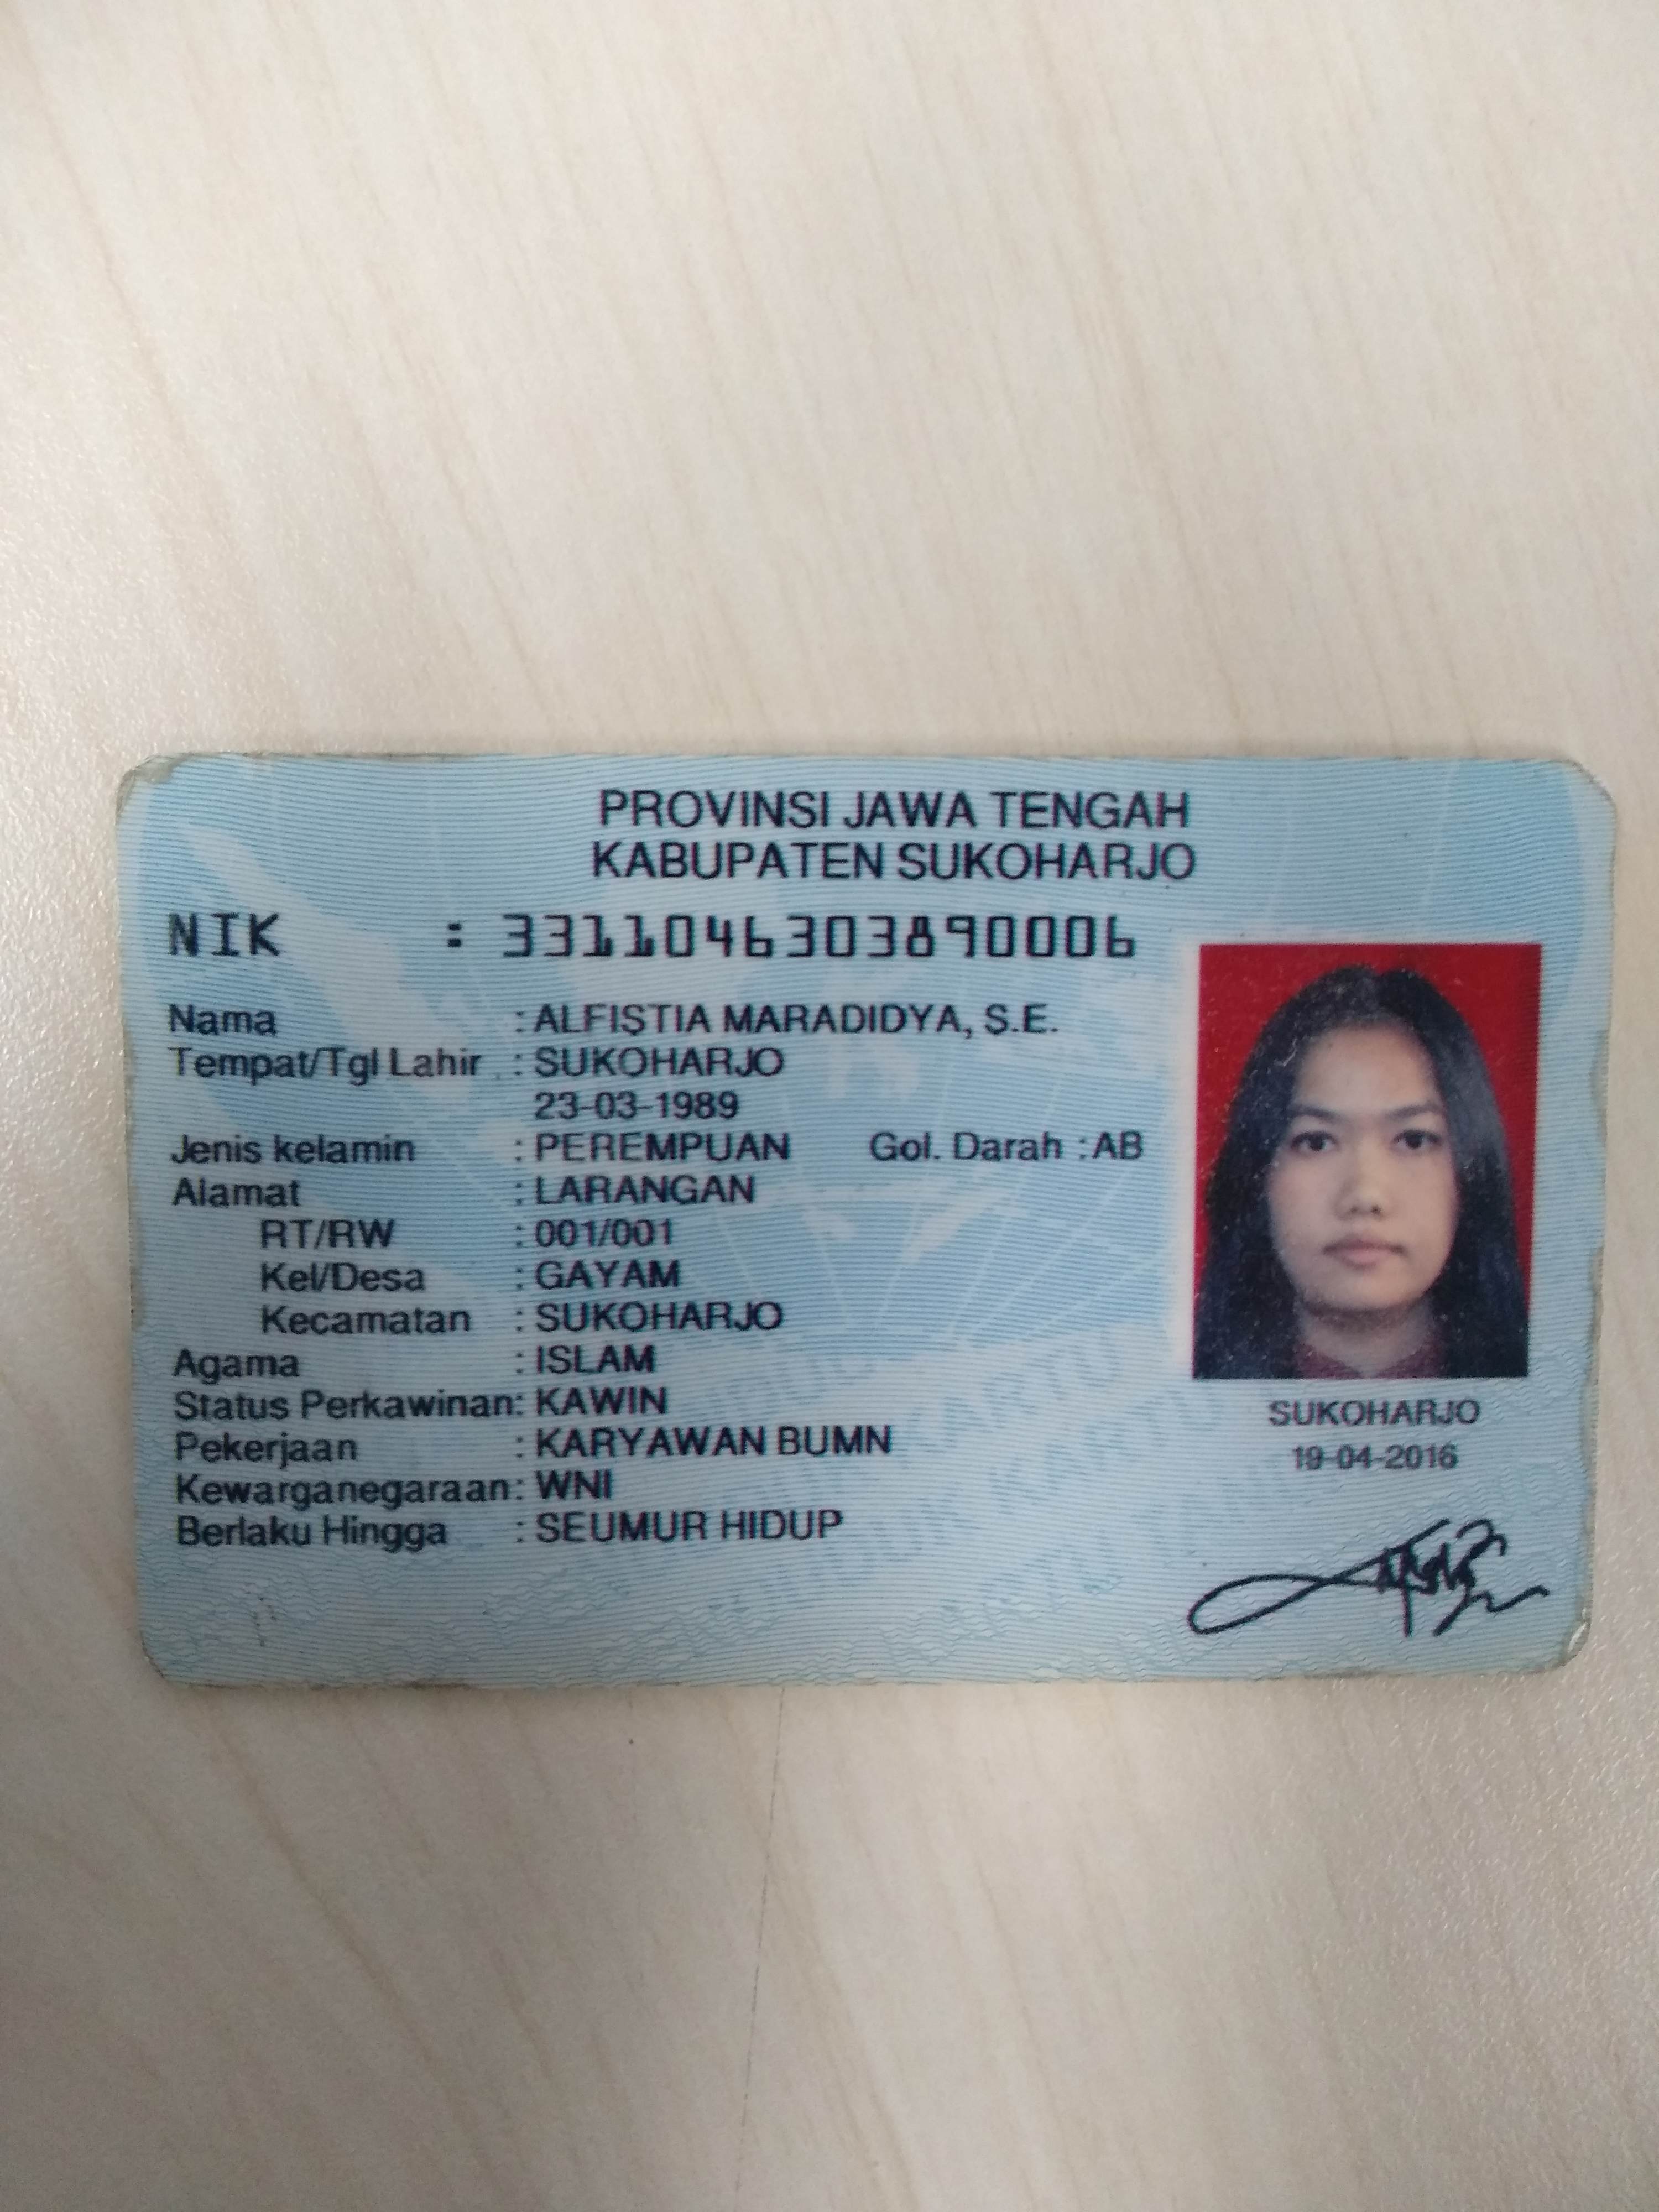 PROVINSI JAWA TENGAH
KABUPATEN SUKOHARJO
NIK : 3311046303890006
Nama : ALFISTIA MARADIDYA, S.E.
Tempat/Tgl Lahir : SUKOHARJO
23-03-1989
Jenis kelamin : PEREMPUAN Gol. Darah : AB
Alamat : LARANGAN
RT/RW : 001/001
Kel/Desa : GAYAM
Kecamatan : SUKOHARJO
Agama : ISLAM
Status Perkawinan: KAWIN
Pekerjaan : KARYAWAN BUMN
Kewarganegaraan: WNI
Berlaku Hingga : SEUMUR HIDUP
SUKOHARJO
19-04-2016